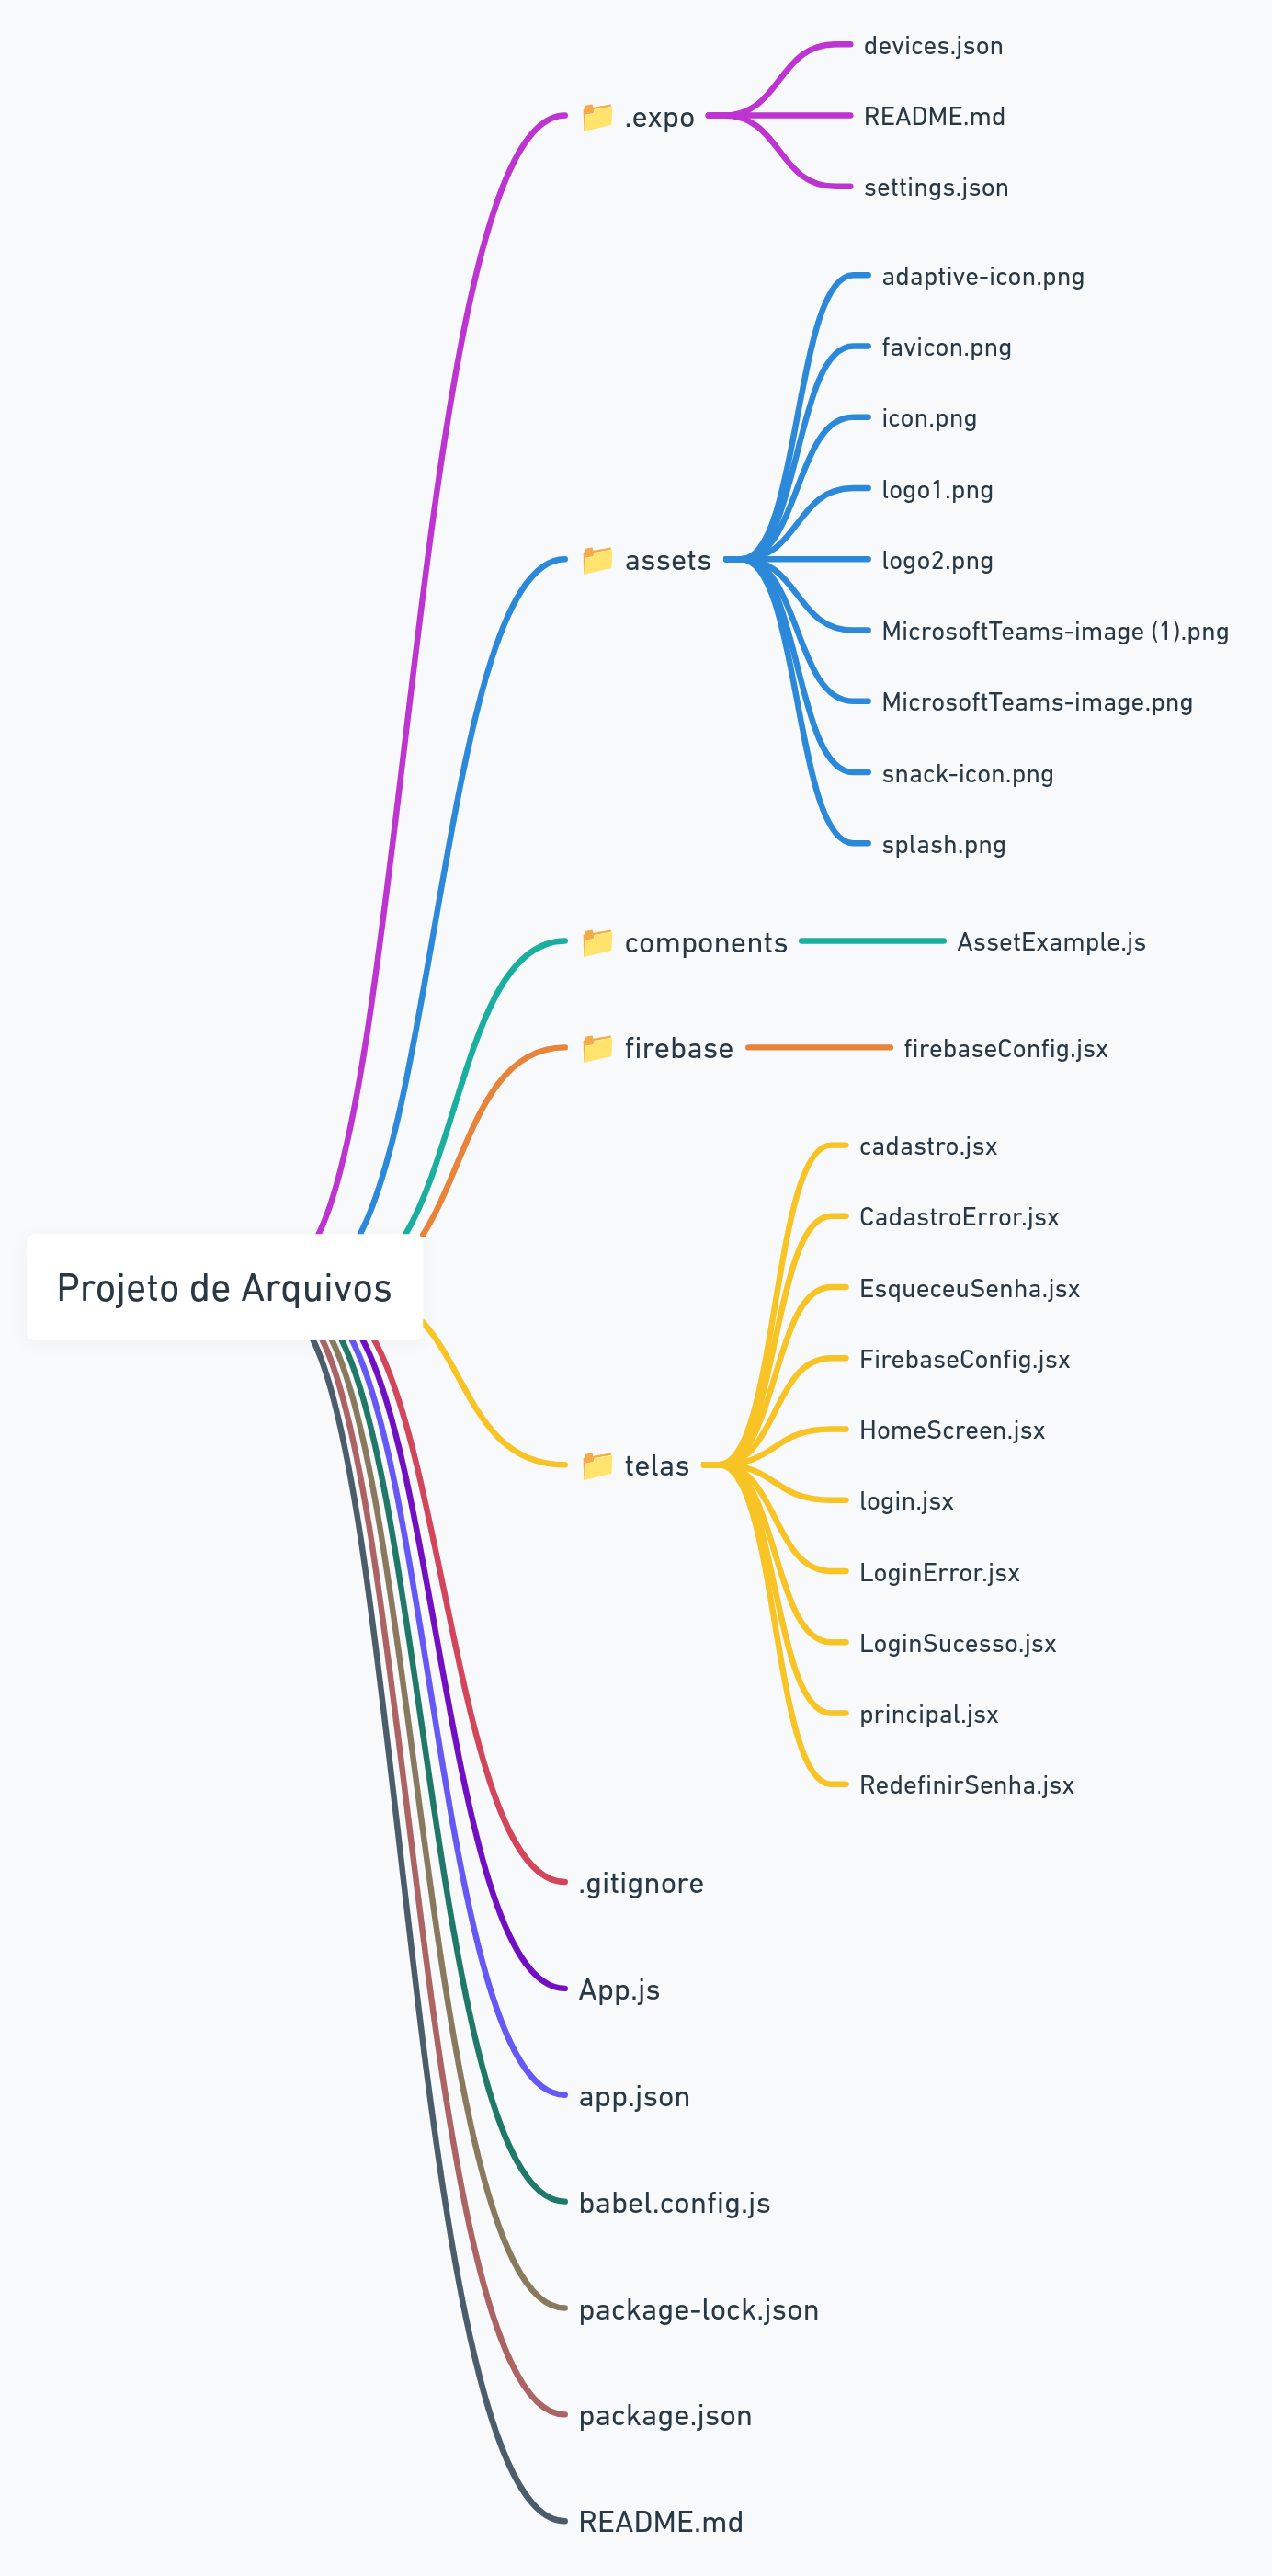 devices.json
📁 .expo
README.md
settings.json
adaptive-icon.png
favicon.png
icon.png
logo1.png
📁 assets
logo2.png
MicrosoftTeams-image (1).png
MicrosoftTeams-image.png
snack-icon.png
splash.png
📁 components
AssetExample.js
📁 firebase
firebaseConfig.jsx
Projeto de Arquivos
cadastro.jsx
CadastroError.jsx
EsqueceuSenha.jsx
FirebaseConfig.jsx
HomeScreen.jsx
📁 telas
login.jsx
LoginError.jsx
LoginSucesso.jsx
principal.jsx
RedefinirSenha.jsx
.gitignore
App.js
app.json
babel.config.js
package-lock.json
package.json
README.md